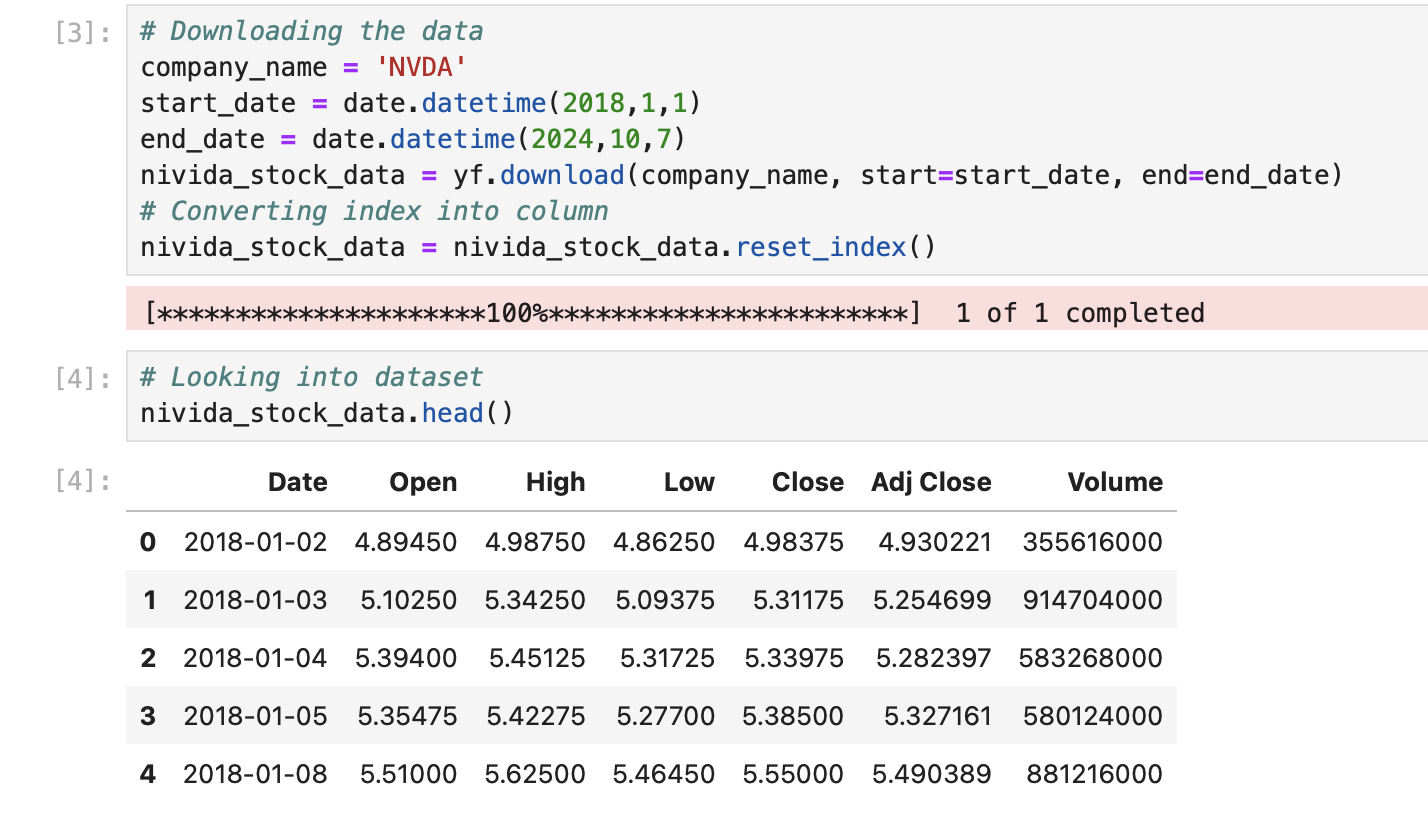 [3]: # Downloading the data
company_name = 'NVDA'
start_date = date.datetime(2018,1,1)
end_date = date.datetime(2024,10,7)
nivida_stock_data = yf.download(company_name, start=start_date, end=end_date)
# Converting index into column
nivida_stock_data = nivida_stock_data.reset_index()
[*********************100%***********************]  1 of 1 completed
[4]: # Looking into dataset
nivida_stock_data.head()
[4]: Date Open High Low Close Adj Close Volume
0 2018-01-02 4.89450 4.98750 4.86250 4.98375 4.930221 355616000
1 2018-01-03 5.10250 5.34250 5.09375 5.31175 5.254699 914704000
2 2018-01-04 5.39400 5.45125 5.31725 5.33975 5.282397 583268000
3 2018-01-05 5.35475 5.42275 5.27700 5.38500 5.327161 580124000
4 2018-01-08 5.51000 5.62500 5.46450 5.55000 5.490389 881216000